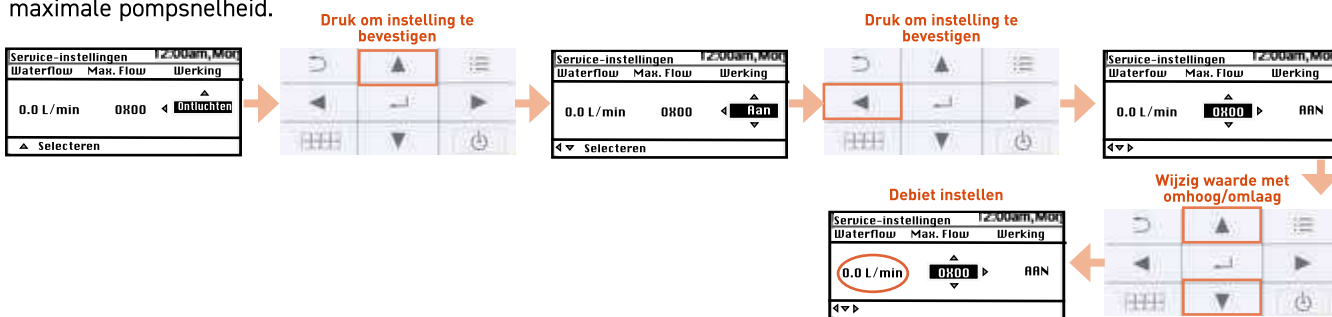 maximale pompsnelheid.
Druk om instelling te
bevestigen
Service-instellingen 12:00am,Mon
Waterflow Max. Flow Werking
0.0 L/min 0X00 Ontluchten
Selecteren
Service-instellingen 12:00am,Mon
Waterflow Max. Flow Werking
0.0 L/min 0X00 Aan
Selecteren
Druk om instelling te
bevestigen
Service-instellingen 12:00am,Mon
Waterflow Max. Flow Werking
0.0 L/min 0X00 AAN
Wijzig waarde met
omhoog/omlaag
Debiet instellen
Service-instellingen 12:00am,Mon
Waterflow Max. Flow Werking
0.0 L/min 0X00 AAN